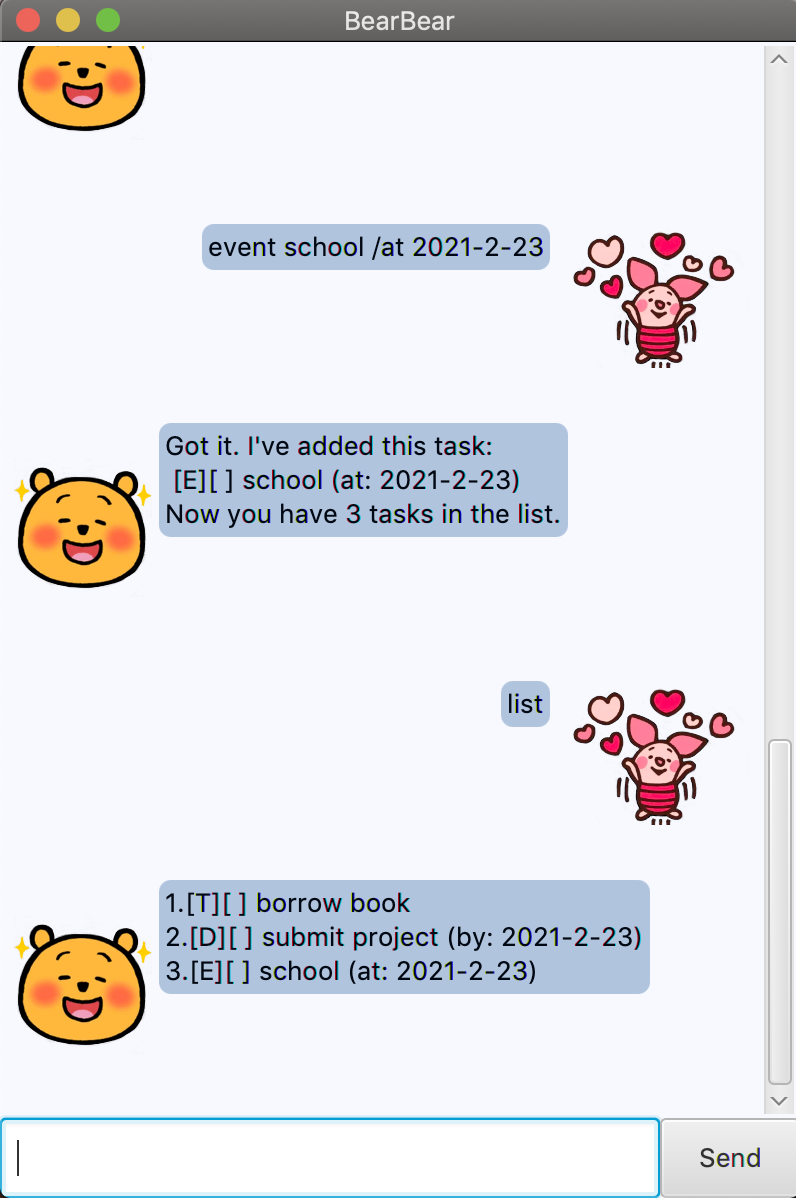 BearBear
event school /at 2021-2-23
Got it. I've added this task:
[E][ ] school (at: 2021-2-23)
Now you have 3 tasks in the list.
list
1.[T][ ] borrow book
2.[D][ ] submit project (by: 2021-2-23)
3.[E][ ] school (at: 2021-2-23)
Send